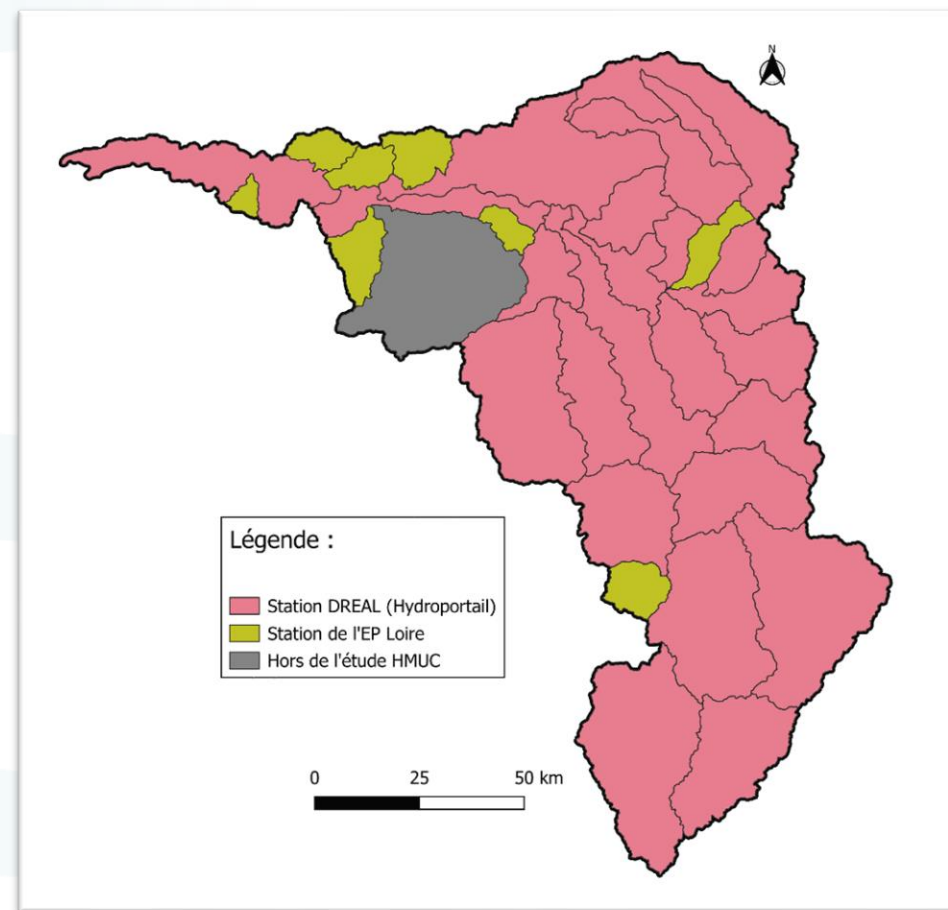 N
Légende :
Station DREAL (Hydroportail)
Station de l'EP Loire
Hors de l'étude HMUC
0 25 50 km